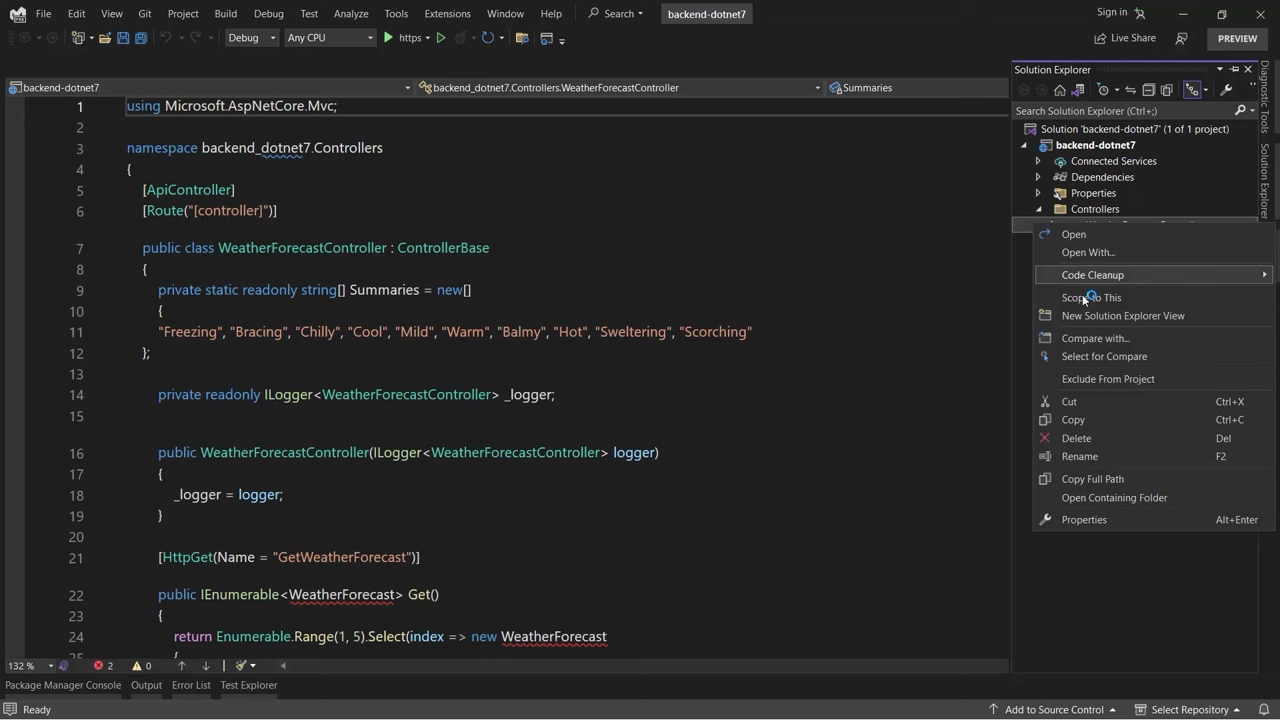 File Edit View Git Project Build Debug Test Analyze Tools Extensions Window Help Search backend-dotnet7 Sign in
Debug Any CPU https Live Share PREVIEW
backend-dotnet7 backend_dotnet7.Controllers.WeatherForecastController Summaries
1 using Microsoft.AspNetCore.Mvc;
2
3 namespace backend_dotnet7.Controllers
4 {
5 [ApiController]
6 [Route("[controller]")]
7 public class WeatherForecastController : ControllerBase
8 {
9 private static readonly string[] Summaries = new[]
10 {
11 "Freezing", "Bracing", "Chilly", "Cool", "Mild", "Warm", "Balmy", "Hot", "Sweltering", "Scorching"
12 };
13
14 private readonly ILogger<WeatherForecastController> _logger;
15
16 public WeatherForecastController(ILogger<WeatherForecastController> logger)
17 {
18 _logger = logger;
19 }
20
21 [HttpGet(Name = "GetWeatherForecast")]
22 public IEnumerable<WeatherForecast> Get()
23 {
24 return Enumerable.Range(1, 5).Select(index => new WeatherForecast
25 {
132 % 2 0
Package Manager Console Output Error List Test Explorer
Ready Add to Source Control Select Repository
Solution Explorer
Search Solution Explorer (Ctrl+;)
Solution 'backend-dotnet7' (1 of 1 project)
backend-dotnet7
Connected Services
Dependencies
Properties
Controllers
Open
Open With...
Code Cleanup
to This
New Solution Explorer View
Compare with...
Select for Compare
Exclude From Project
Cut Ctrl+X
Copy Ctrl+C
Delete Del
Rename F2
Copy Full Path
Open Containing Folder
Properties Alt+Enter
Diagnostic Tools
Solution Explorer